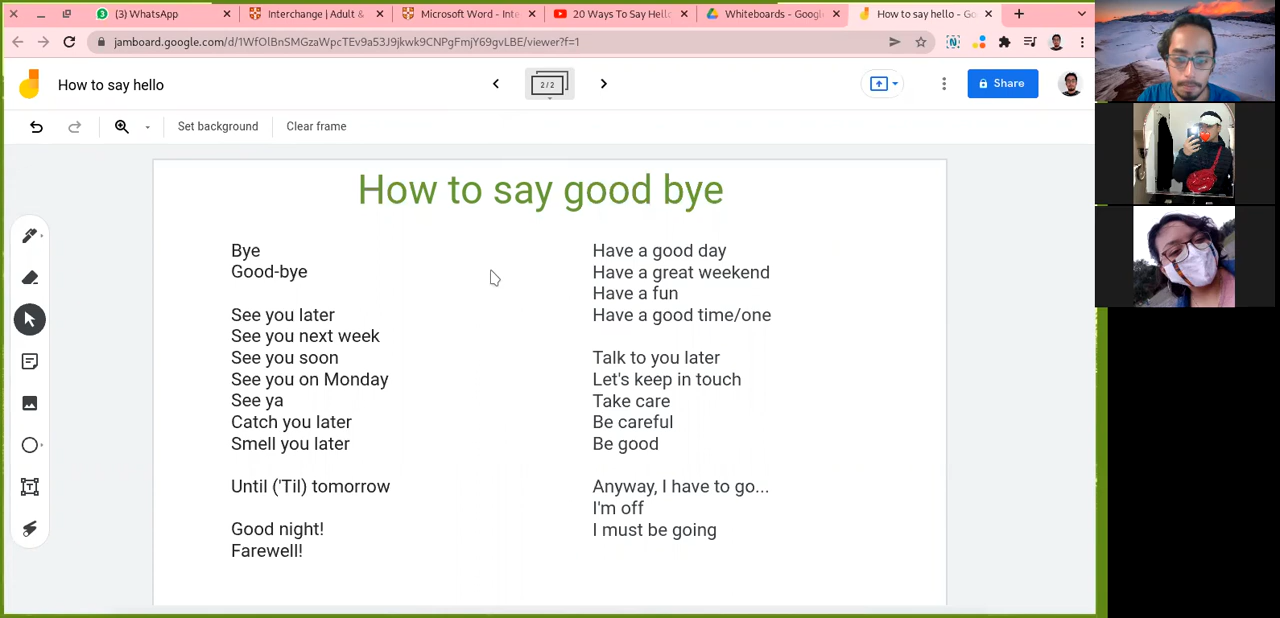 (3) WhatsApp
Interchange | Adult &
Microsoft Word - Inte
20 Ways To Say Hello
Whiteboards - Google
How to say hello - Go
jamboard.google.com/d/1WfOlBnSMGzaWpcTEv9a53J9jkwk9CNPgFmjY69gvLBE/viewer?f=1
How to say hello
2/2
Share
Set background
Clear frame
How to say good bye
Bye
Good-bye
See you later
See you next week
See you soon
See you on Monday
See ya
Catch you later
Smell you later
Until ('Til) tomorrow
Good night!
Farewell!
Have a good day
Have a great weekend
Have a fun
Have a good time/one
Talk to you later
Let's keep in touch
Take care
Be careful
Be good
Anyway, I have to go...
I'm off
I must be going